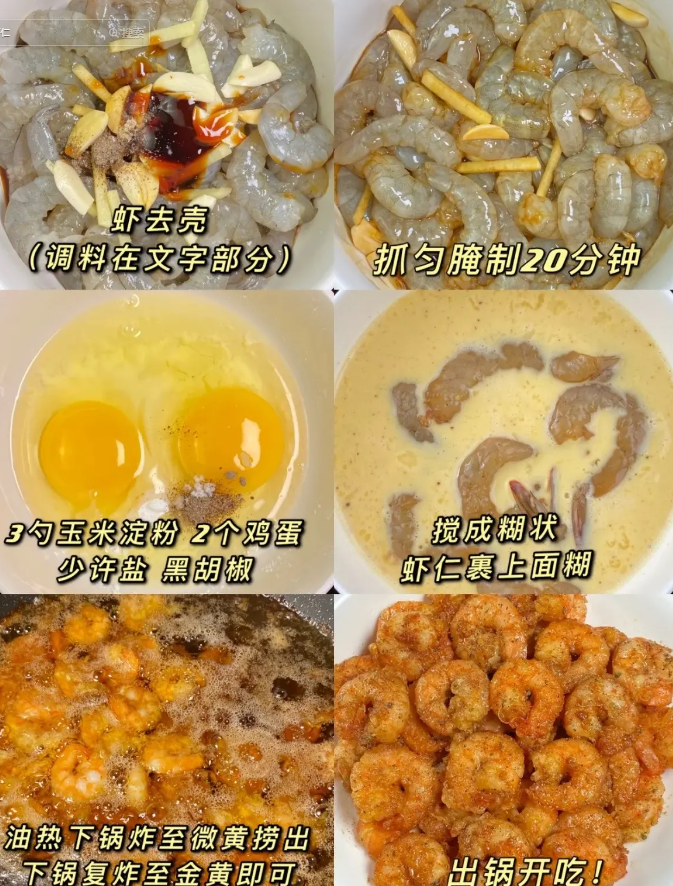 虾去壳
（调料在文字部分）
抓匀腌制20分钟
3勺玉米淀粉 2个鸡蛋
少许盐 黑胡椒
搅成糊状
虾仁裹上面糊
油热下锅炸至微黄捞出
下锅复炸至金黄即可
出锅开吃！